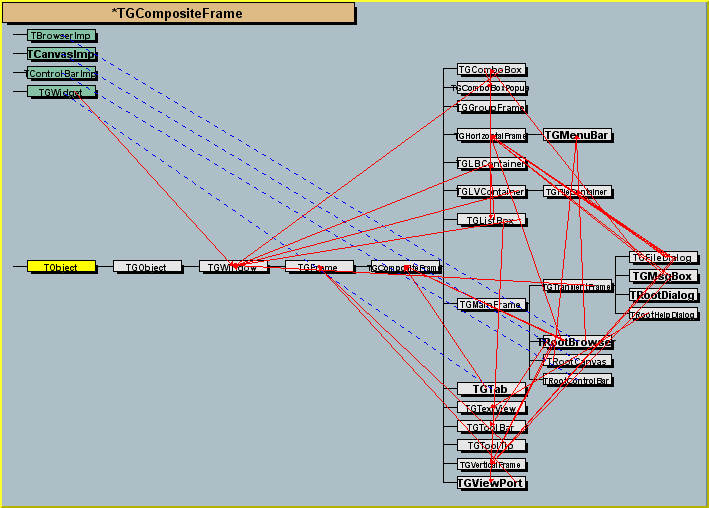 *TGCompositeFrame
TBrowserImp
TCanvasImp
TControlBarImp
TGWidget
TGComboBox
TGComboBoxPopup
TGGroupFrame
TGHorizontalFrame
TGMenuBar
TGLBContainer
TGLVContainer
TGFileContainer
TGListBox
TGFileDialog
TObject
TGObject
TGWindow
TGFrame
TGCompositeFrame
TGMsgBox
TGTransientFrame
TRootDialog
TGMainFrame
TRootHelpDialog
TRootBrowser
TRootCanvas
TRootControlBar
TGTab
TGTextView
TGToolBar
TGToolTip
TGVerticalFrame
TGViewPort